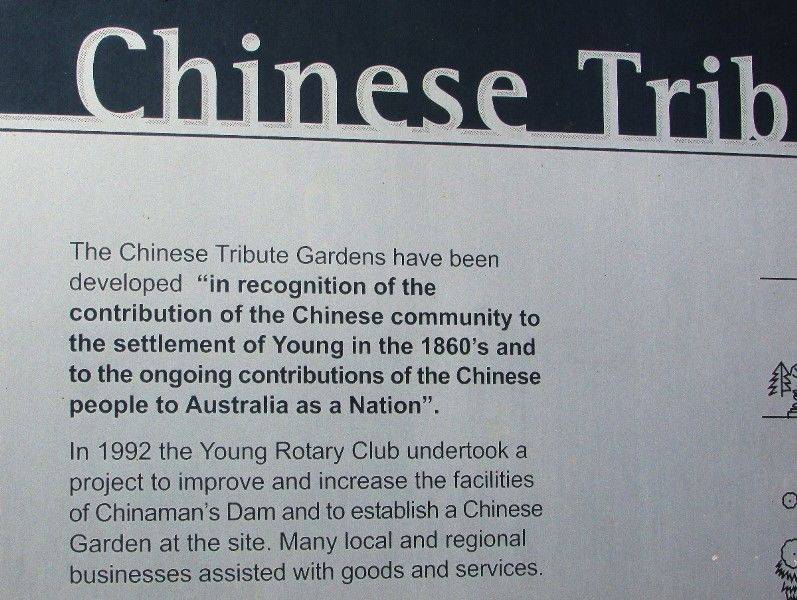 Chinese Trib
The Chinese Tribute Gardens have been
developed “in recognition of the
contribution of the Chinese community to
the settlement of Young in the 1860’s and
to the ongoing contributions of the Chinese
people to Australia as a Nation”.
In 1992 the Young Rotary Club undertook a
project to improve and increase the facilities
of Chinaman’s Dam and to establish a Chinese
Garden at the site. Many local and regional
businesses assisted with goods and services.